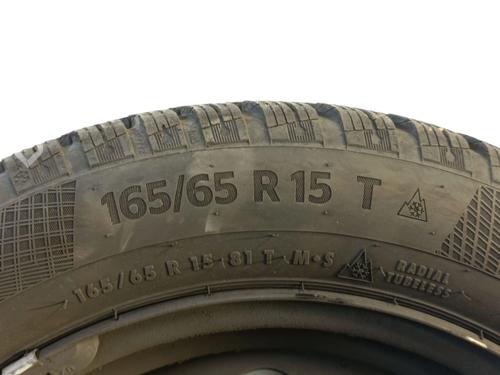 165/65 R 15 T
165/65 R 15 81 T M•S RADIAL
TUBELESS